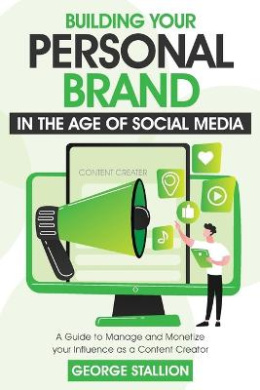 BUILDING YOUR
PERSONAL
BRAND
IN THE AGE OF SOCIAL MEDIA
CONTENT CREATER
A Guide to Manage and Monetize
your Influence as a Content Creator
GEORGE STALLION